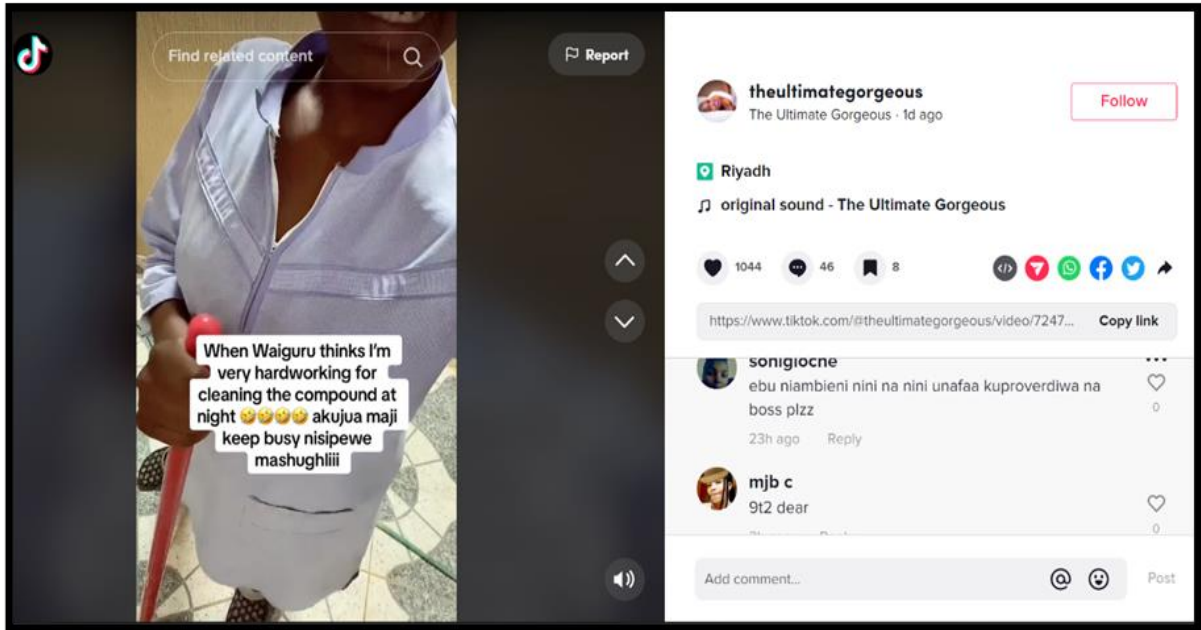 Find related content
Report
When Waiguru thinks I'm
very hardworking for
cleaning the compound at
night 🤣🤣🤣🤣 akujua maji
keep busy nisipewe
mashughliii
theultimategorgeous
The Ultimate Gorgeous · 1d ago
Follow
Riyadh
original sound - The Ultimate Gorgeous
1044
46
8
https://www.tiktok.com/@theultimategorgeous/video/7247...
Copy link
sonigloche
ebu niambieni nini na nini unafaa kuproverdiwa na
boss plzz
0
23h ago Reply
mjb c
9t2 dear
0
Add comment...
Post